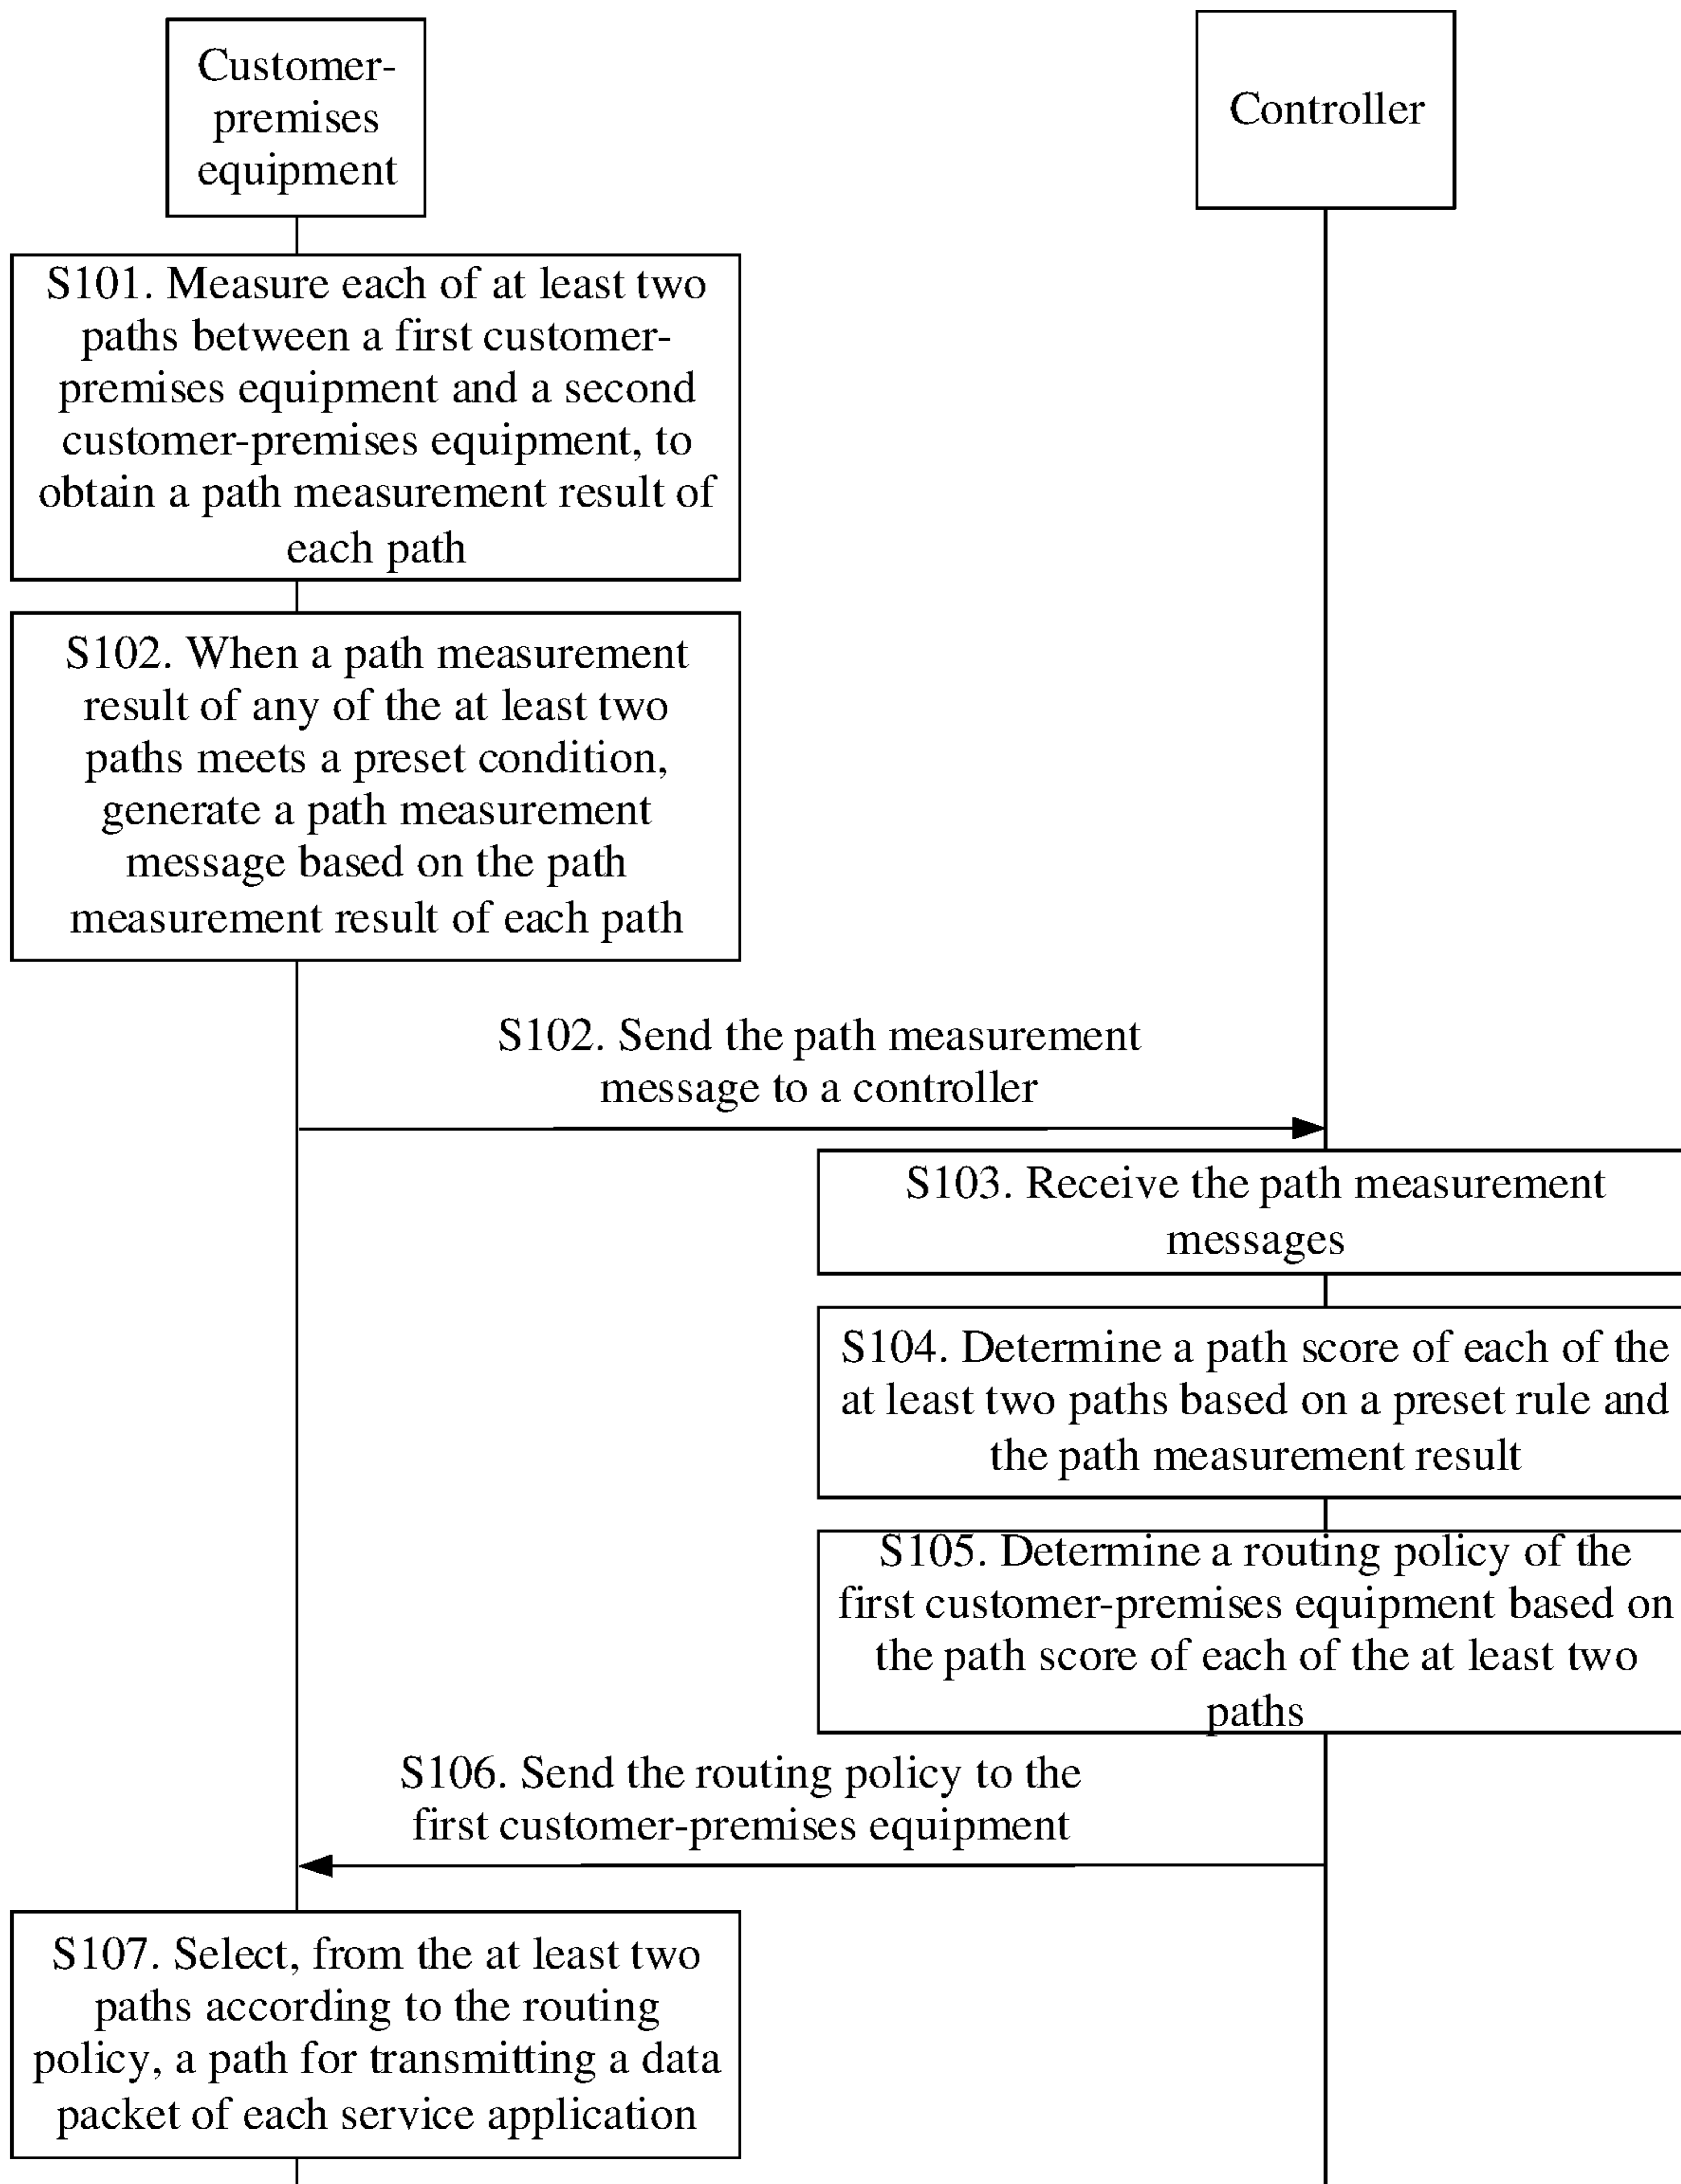 Customer-
premises
equipment
Controller
S101. Measure each of at least two
paths between a first customer-
premises equipment and a second
customer-premises equipment, to
obtain a path measurement result of
each path
S102. When a path measurement
result of any of the at least two
paths meets a preset condition,
generate a path measurement
message based on the path
measurement result of each path
S102. Send the path measurement
message to a controller
S103. Receive the path measurement
messages
S104. Determine a path score of each of the
at least two paths based on a preset rule and
the path measurement result
S105. Determine a routing policy of the
first customer-premises equipment based on
the path score of each of the at least two
paths
S106. Send the routing policy to the
first customer-premises equipment
S107. Select, from the at least two
paths according to the routing
policy, a path for transmitting a data
packet of each service application